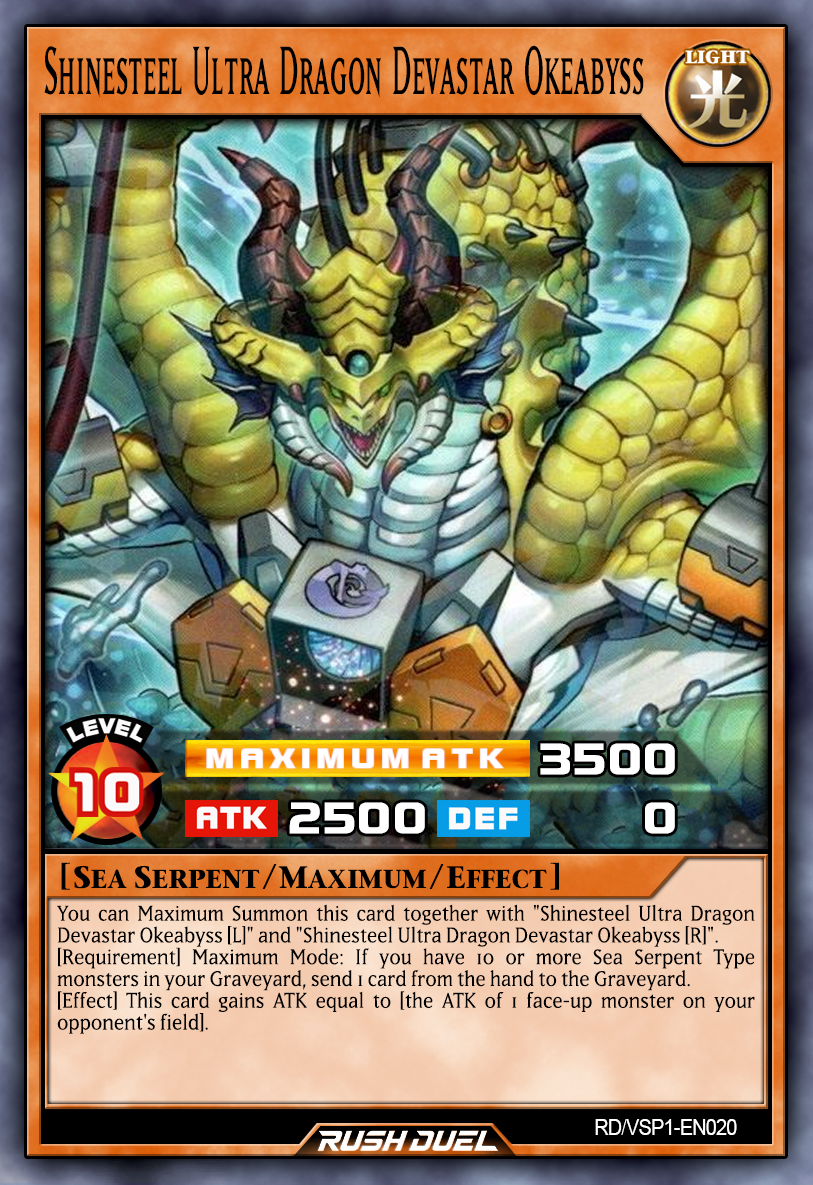 Shinesteel Ultra Dragon Devastar Okeabyss
LIGHT
光
LEVEL
10
MAXIMUM ATK 3500
ATK 2500 DEF 0
[Sea Serpent/Maximum/Effect]
You can Maximum Summon this card together with "Shinesteel Ultra Dragon
Devastar Okeabyss [L]" and "Shinesteel Ultra Dragon Devastar Okeabyss [R]".
[Requirement] Maximum Mode: If you have 10 or more Sea Serpent Type
monsters in your Graveyard, send 1 card from the hand to the Graveyard.
[Effect] This card gains ATK equal to [the ATK of 1 face-up monster on your
opponent's field].
RUSH DUEL
RD/VSP1-EN020